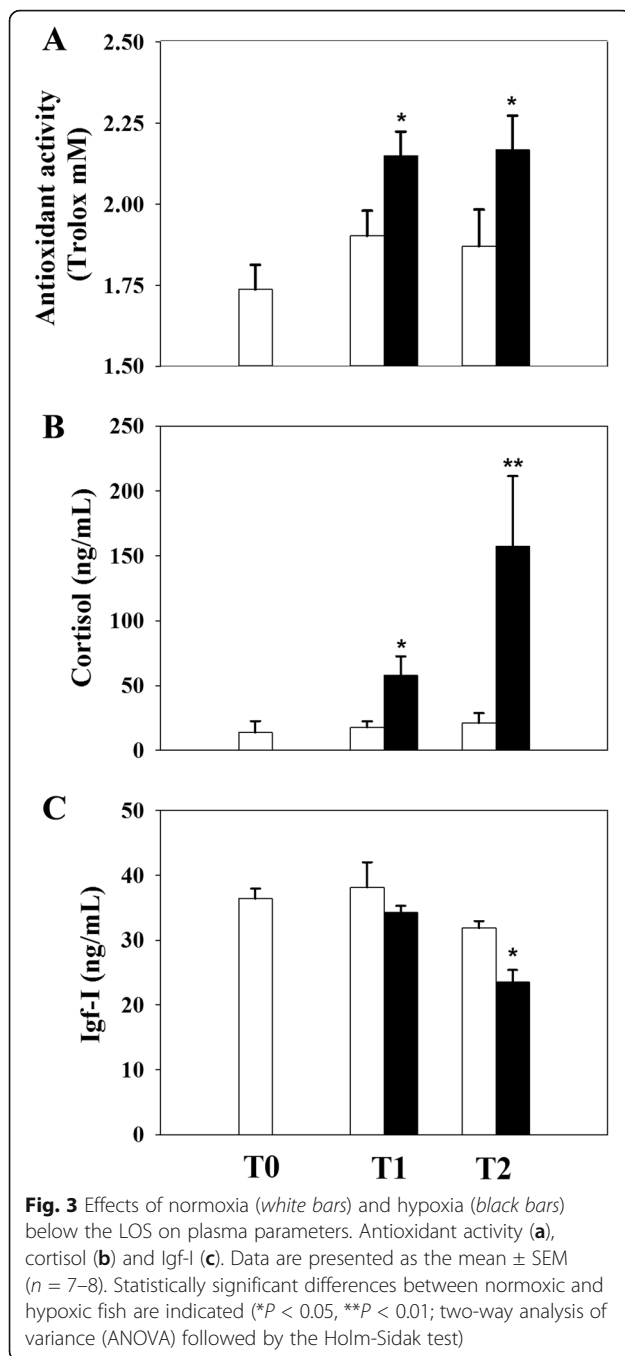 A
Antioxidant activity
(Trolox mM)
2.50
2.25
2.00
1.75
1.50
*
*
B
Cortisol (ng/mL)
250
200
150
100
50
0
*
**
C
Igf-I (ng/mL)
50
40
30
20
10
0
*
T0 T1 T2
Fig. 3 Effects of normoxia (white bars) and hypoxia (black bars)
below the LOS on plasma parameters. Antioxidant activity (a),
cortisol (b) and Igf-I (c). Data are presented as the mean ± SEM
(n = 7–8). Statistically significant differences between normoxic and
hypoxic fish are indicated (*P < 0.05, **P < 0.01; two-way analysis of
variance (ANOVA) followed by the Holm-Sidak test)